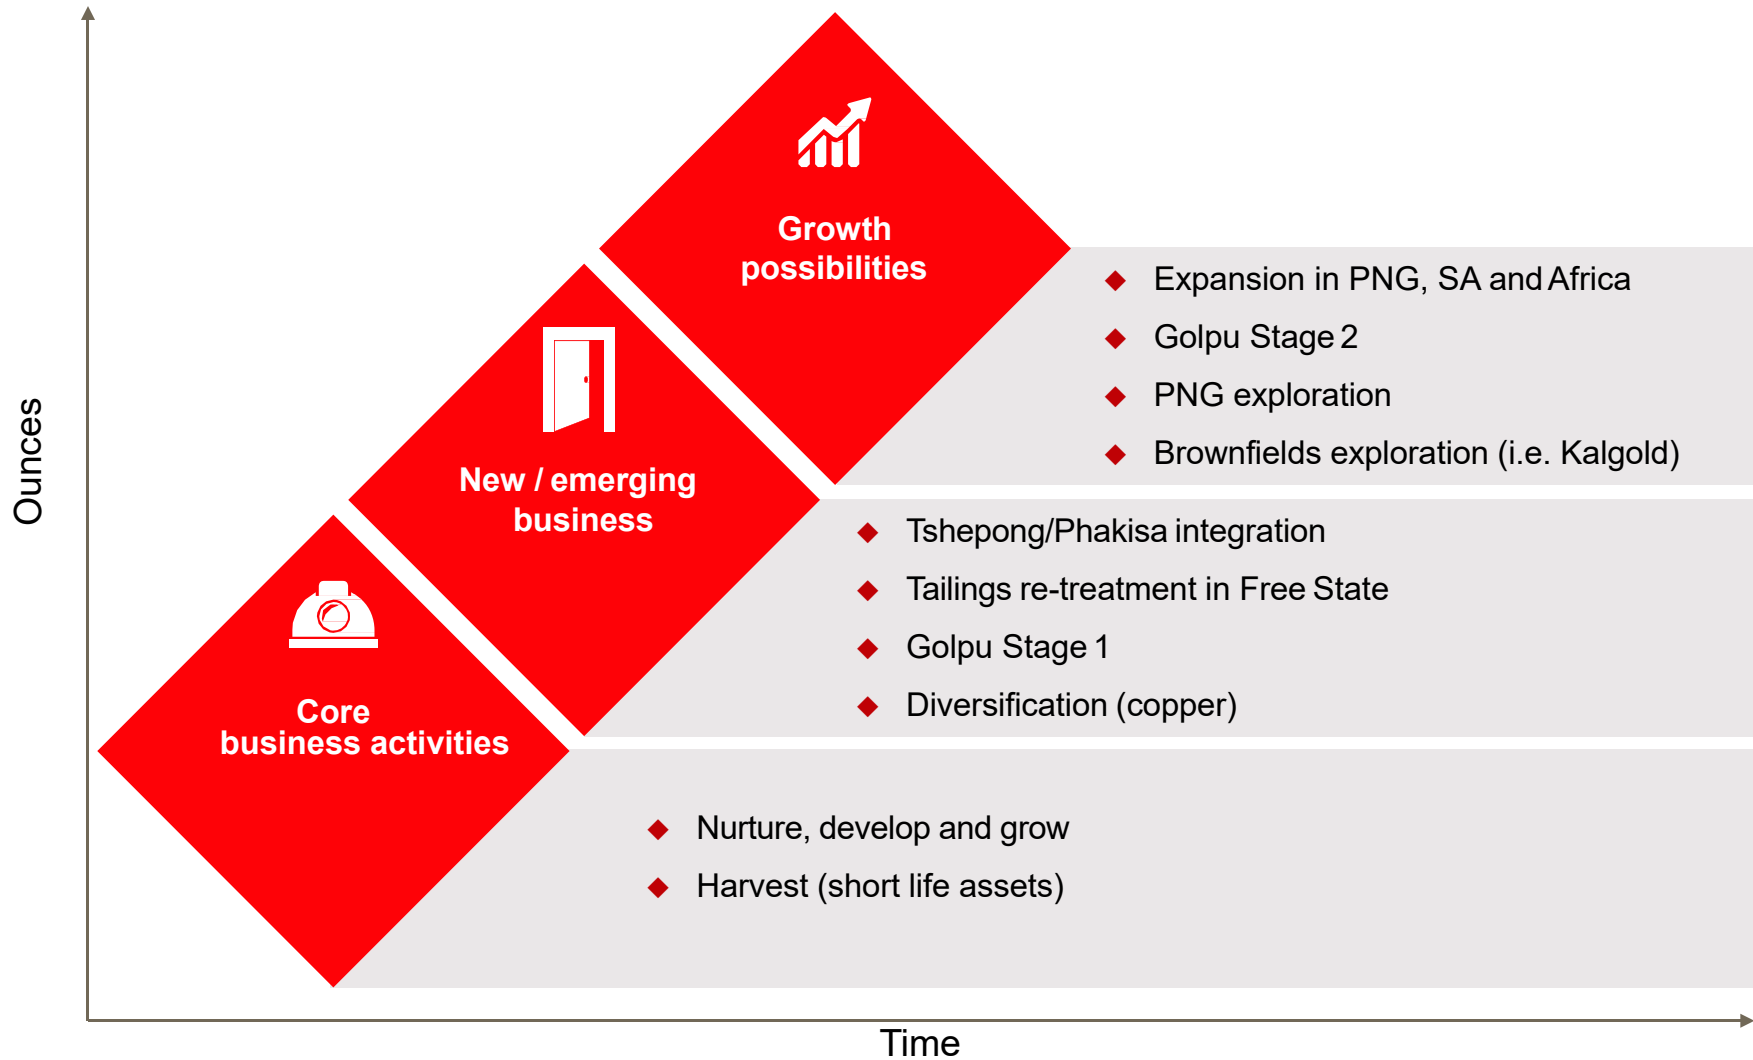 Ounces
Growth
possibilities
Expansion in PNG, SA and Africa
Golpu Stage 2
PNG exploration
Brownfields exploration (i.e. Kalgold)
New / emerging
business
Tshepong/Phakisa integration
Tailings re-treatment in Free State
Golpu Stage 1
Diversification (copper)
Core
business activities
Nurture, develop and grow
Harvest (short life assets)
Time